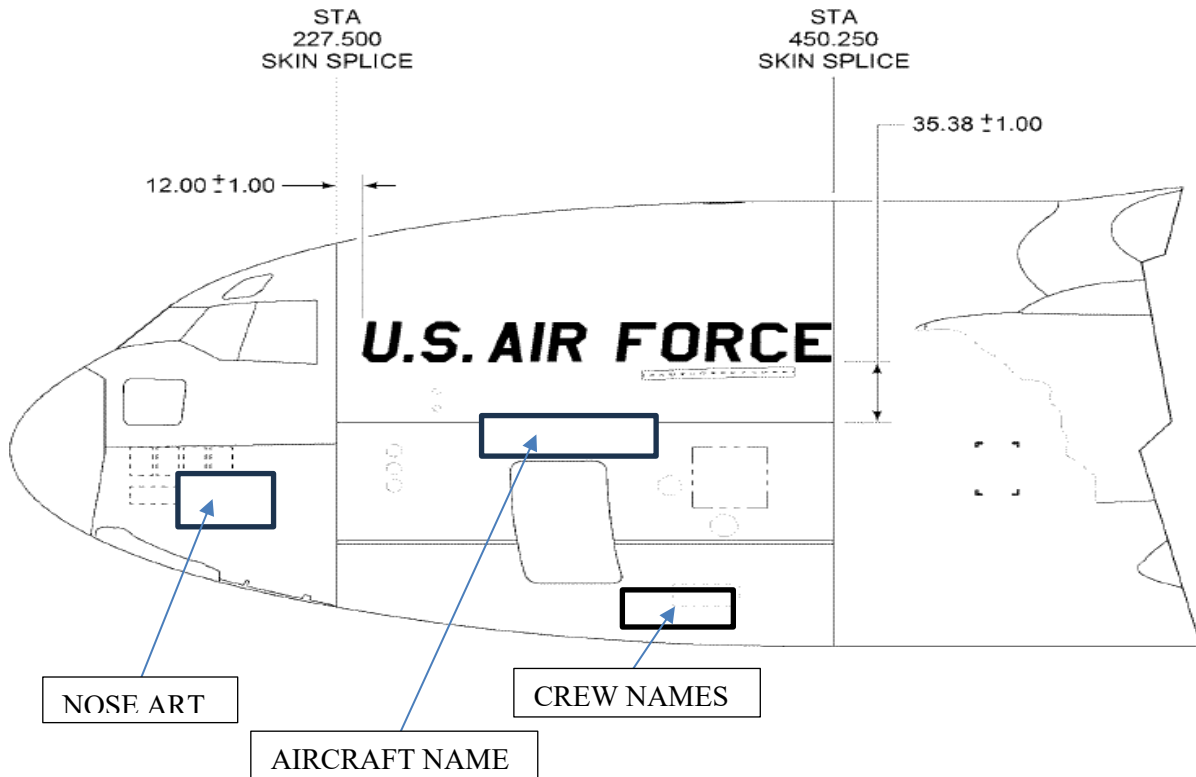 STA
227.500
SKIN SPLICE
STA
450.250
SKIN SPLICE
35.38 ±1.00
12.00 ±1.00
U.S. AIR FORCE
NOSE ART
CREW NAMES
AIRCRAFT NAME